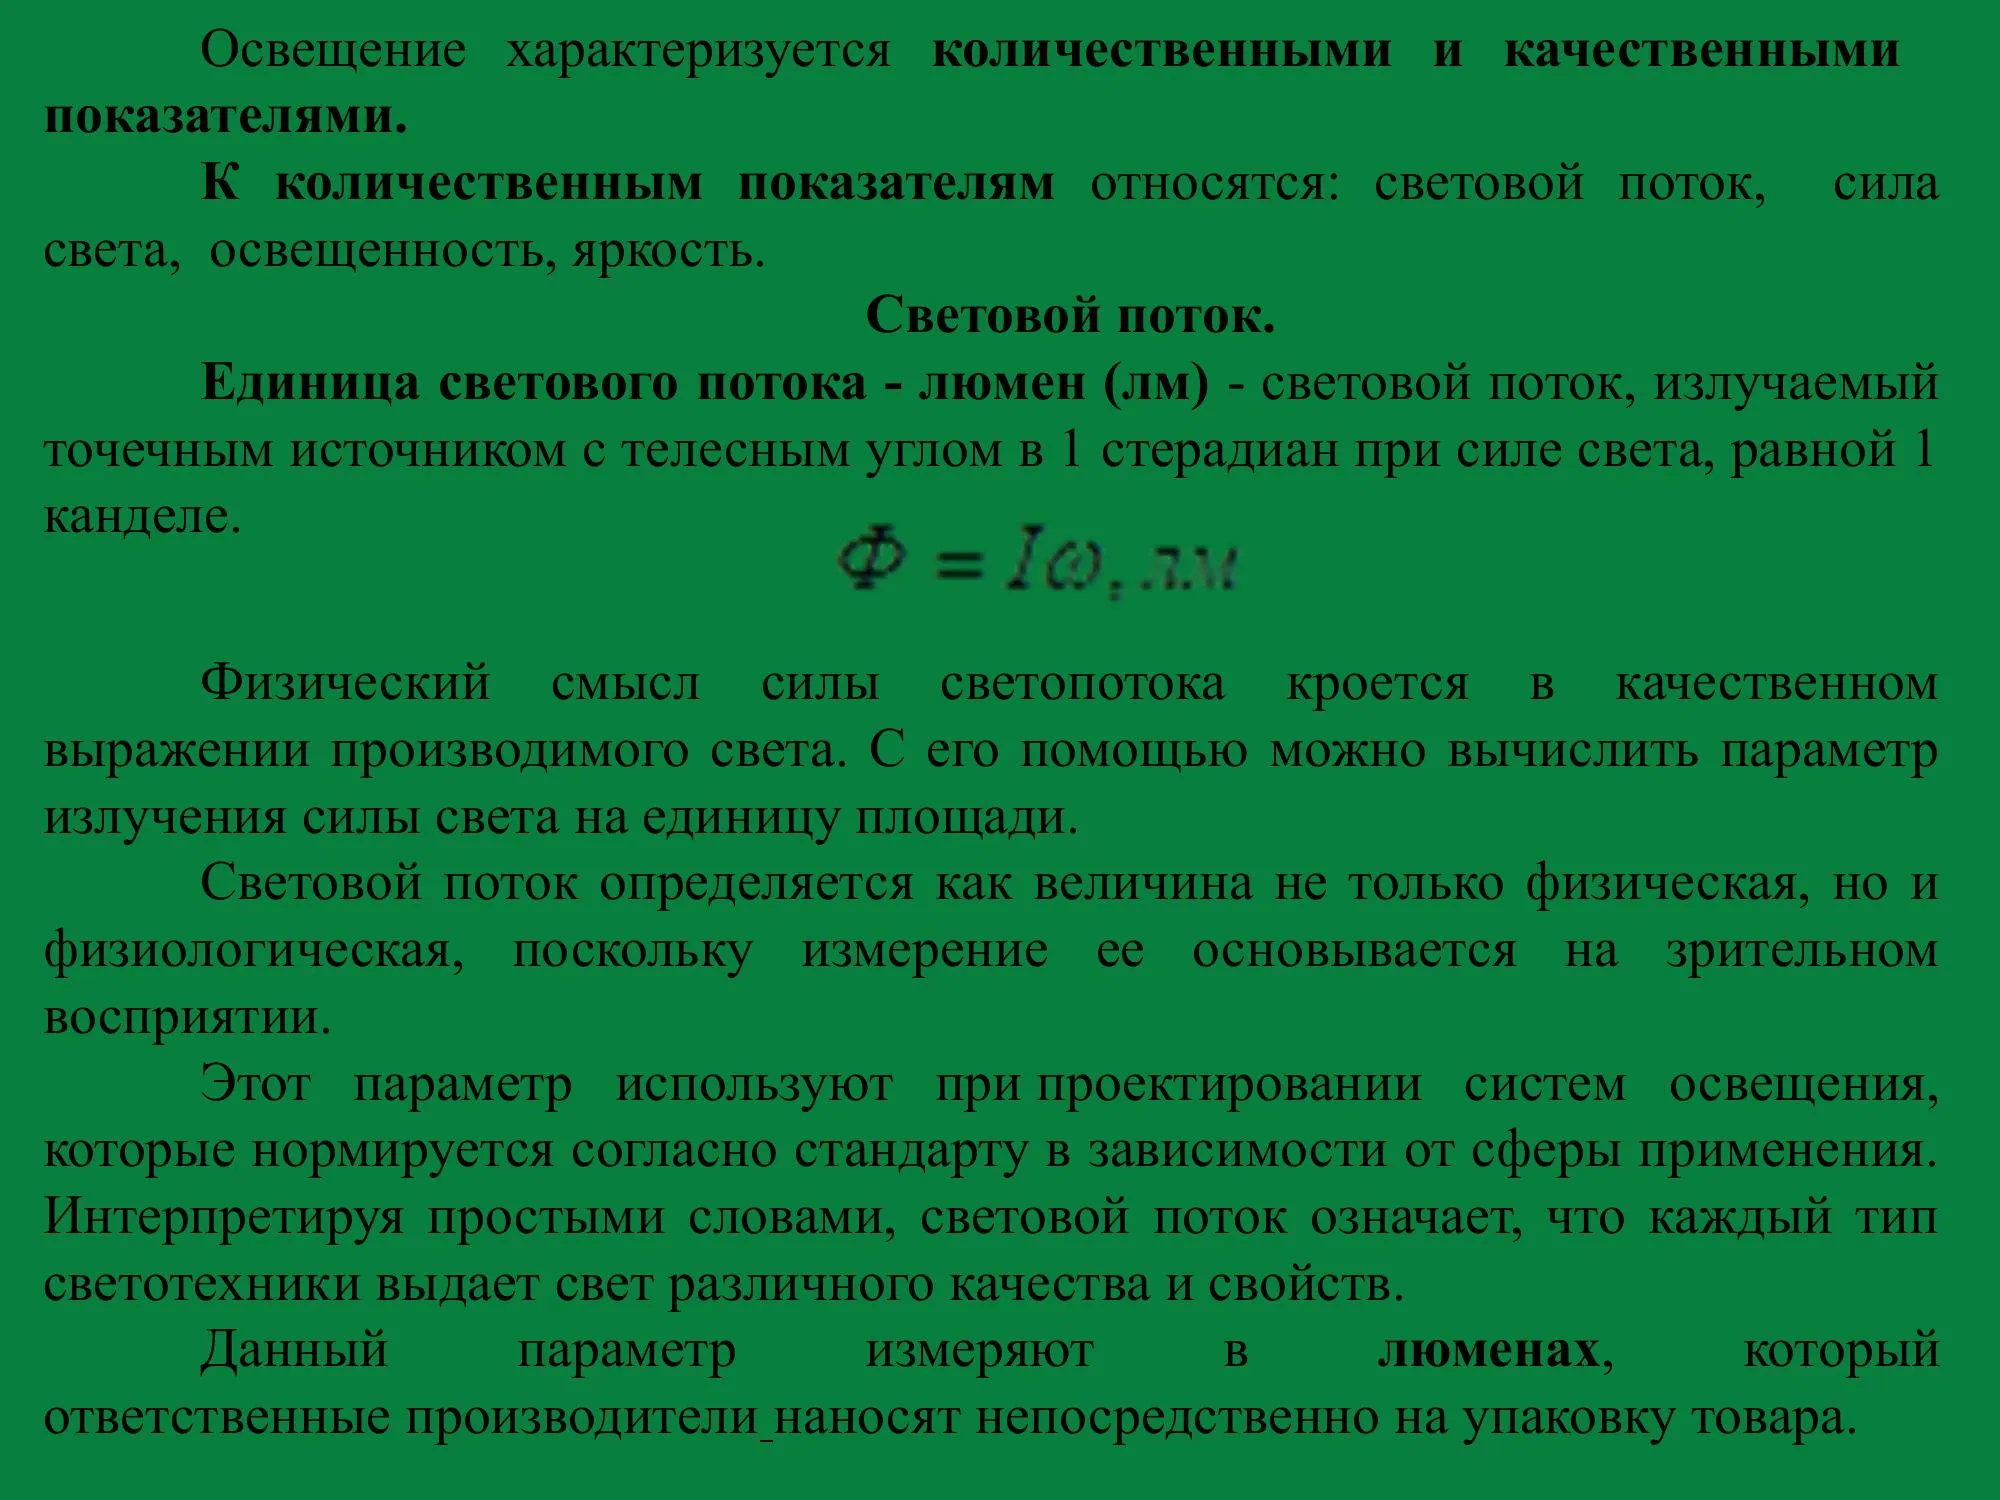 Освещение характеризуется количественными и качественными
показателями.
К количественным показателям относятся: световой поток, сила
света, освещенность, яркость.
Световой поток.
Единица светового потока - люмен (лм) - световой поток, излучаемый
точечным источником с телесным углом в 1 стерадиан при силе света, равной 1
канделе.
Ф = Iω, лм
Физический смысл силы светопотока кроется в качественном
выражении производимого света. С его помощью можно вычислить параметр
излучения силы света на единицу площади.
Световой поток определяется как величина не только физическая, но и
физиологическая, поскольку измерение ее основывается на зрительном
восприятии.
Этот параметр используют при проектировании систем освещения,
которые нормируется согласно стандарту в зависимости от сферы применения.
Интерпретируя простыми словами, световой поток означает, что каждый тип
светотехники выдает свет различного качества и свойств.
Данный параметр измеряют в люменах, который
ответственные производители наносят непосредственно на упаковку товара.